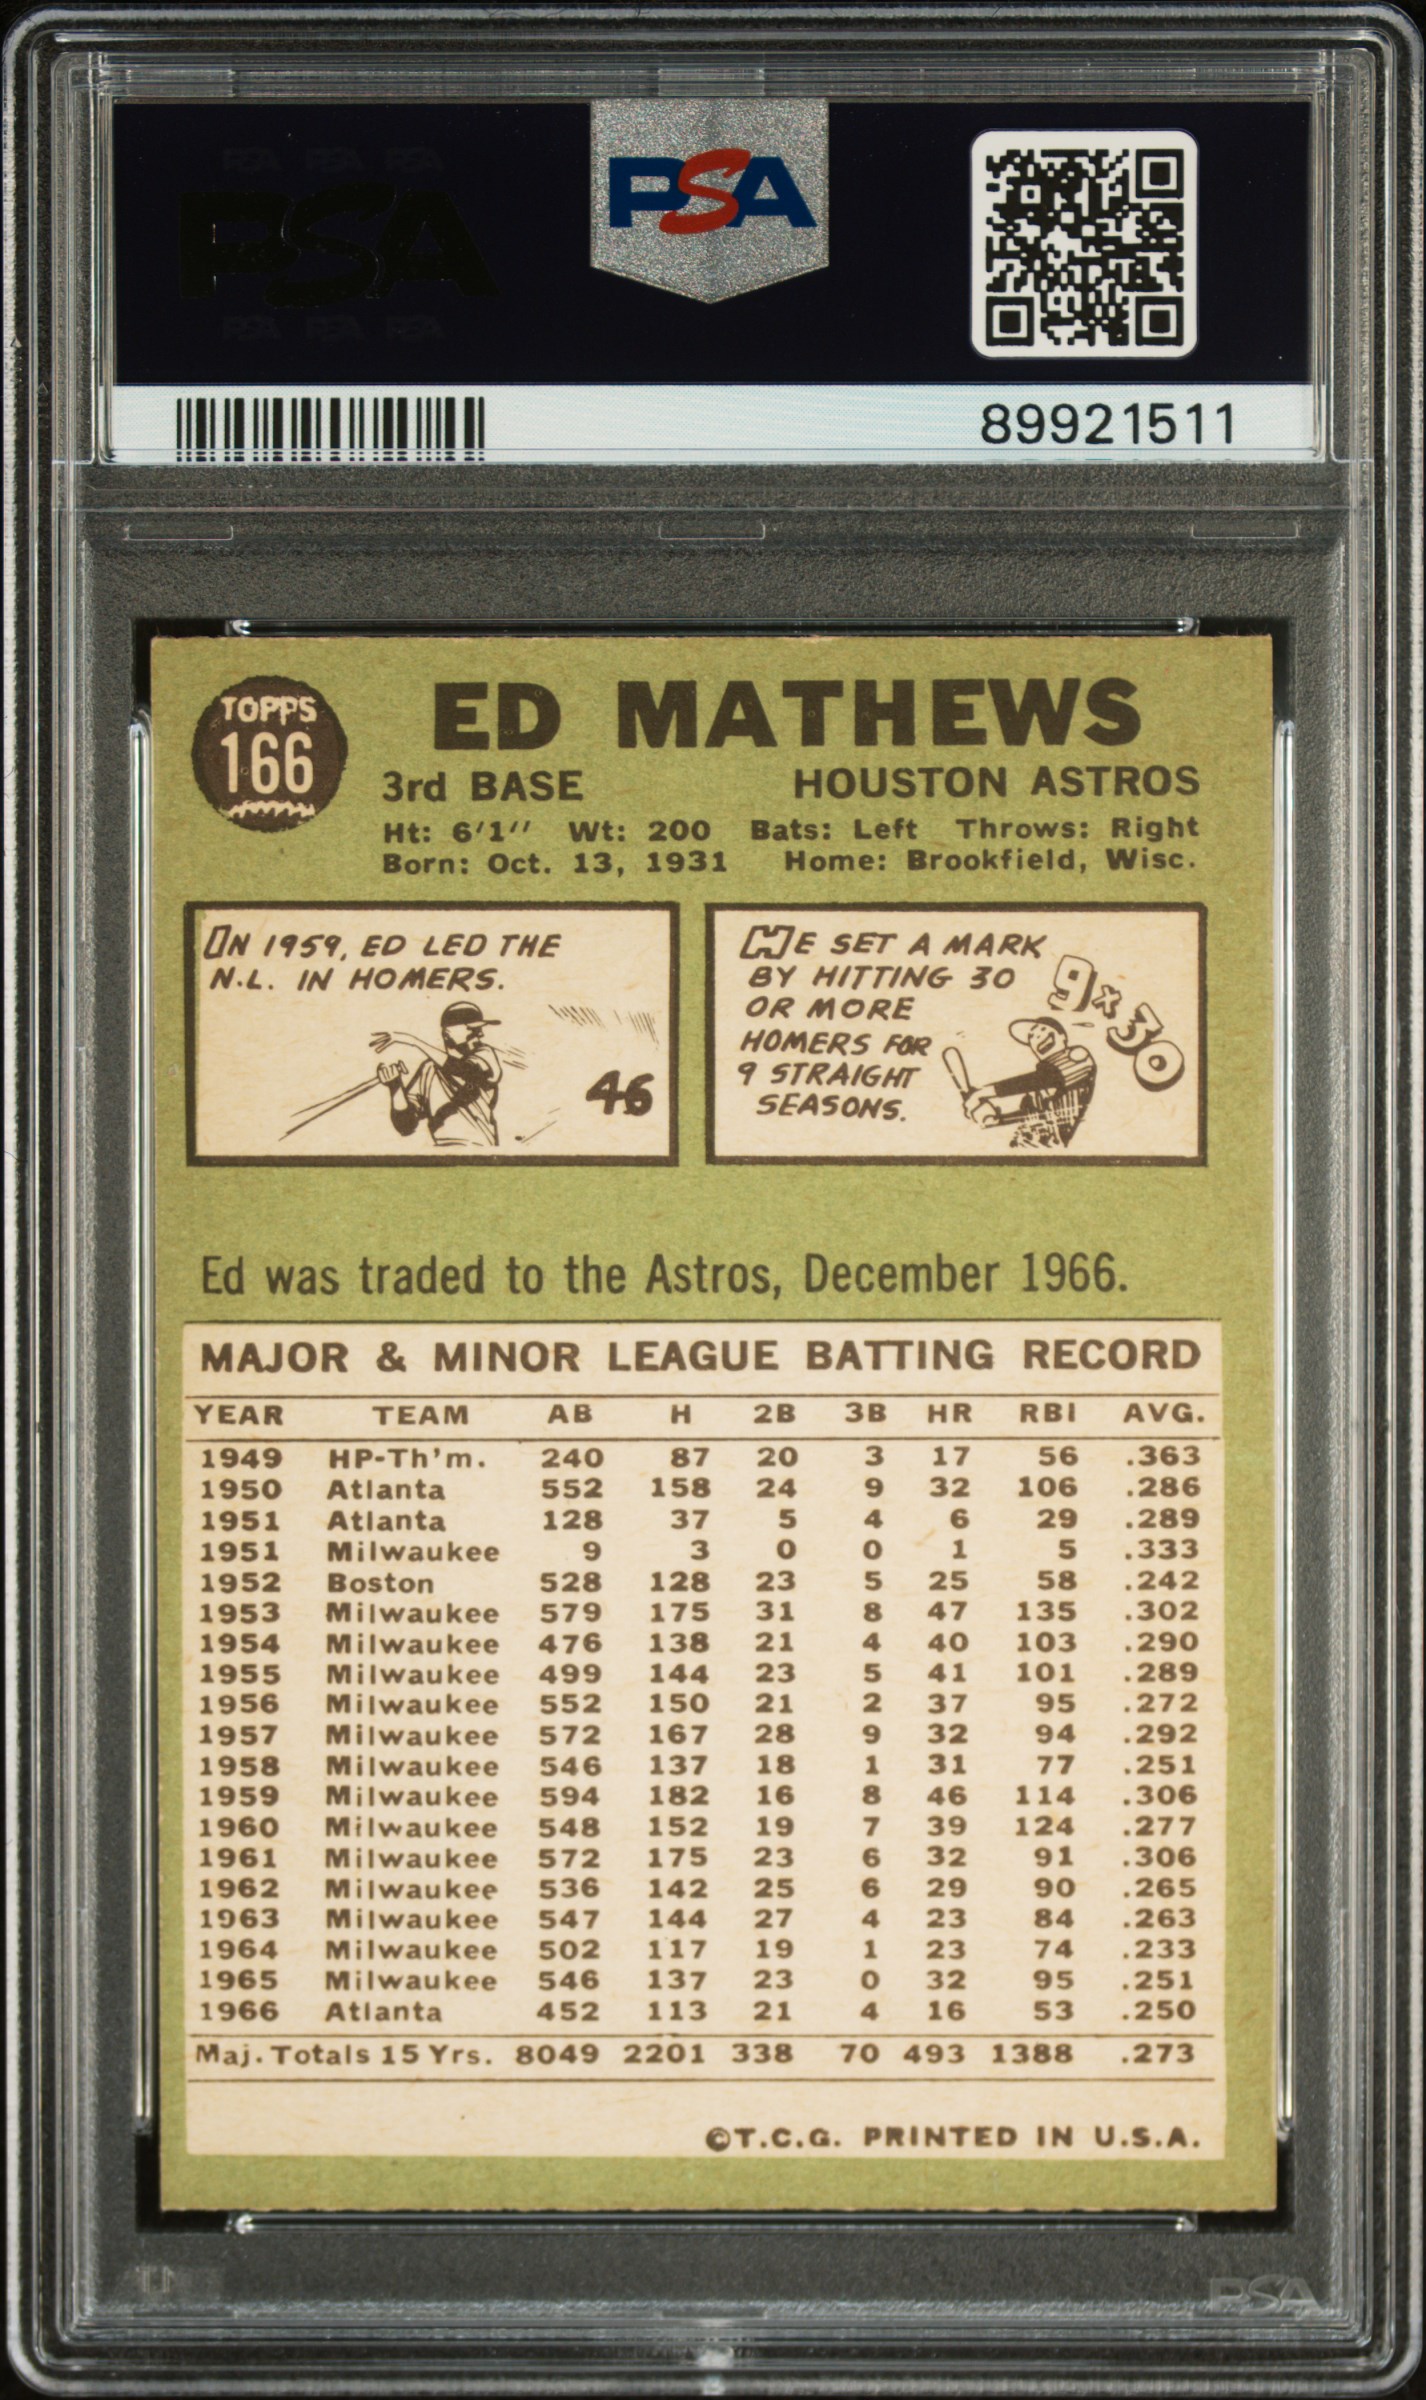 PSA PSA PSA
PSA
PSA PSA PSA
PSA
89921511
TOPPS
166
ED MATHEWS
3rd BASE HOUSTON ASTROS
Ht: 6'1'' Wt: 200 Bats: Left Throws: Right
Born: Oct. 13, 1931 Home: Brookfield, Wisc.
IN 1959, ED LED THE
N.L. IN HOMERS.
46
HE SET A MARK
BY HITTING 30
OR MORE
HOMERS FOR
9 STRAIGHT
SEASONS.
9x30
Ed was traded to the Astros, December 1966.
MAJOR & MINOR LEAGUE BATTING RECORD
YEAR TEAM AB H 2B 3B HR RBI AVG.
1949 HP-Th'm. 240 87 20 3 17 56 .363
1950 Atlanta 552 158 24 9 32 106 .286
1951 Atlanta 128 37 5 4 6 29 .289
1951 Milwaukee 9 3 0 0 1 5 .333
1952 Boston 528 128 23 5 25 58 .242
1953 Milwaukee 579 175 31 8 47 135 .302
1954 Milwaukee 476 138 21 4 40 103 .290
1955 Milwaukee 499 144 23 5 41 101 .289
1956 Milwaukee 552 150 21 2 37 95 .272
1957 Milwaukee 572 167 28 9 32 94 .292
1958 Milwaukee 546 137 18 1 31 77 .251
1959 Milwaukee 594 182 16 8 46 114 .306
1960 Milwaukee 548 152 19 7 39 124 .277
1961 Milwaukee 572 175 23 6 32 91 .306
1962 Milwaukee 536 142 25 6 29 90 .265
1963 Milwaukee 547 144 27 4 23 84 .263
1964 Milwaukee 502 117 19 1 23 74 .233
1965 Milwaukee 546 137 23 0 32 95 .251
1966 Atlanta 452 113 21 4 16 53 .250
Maj. Totals 15 Yrs. 8049 2201 338 70 493 1388 .273
©T.C.G. PRINTED IN U.S.A.
PSA